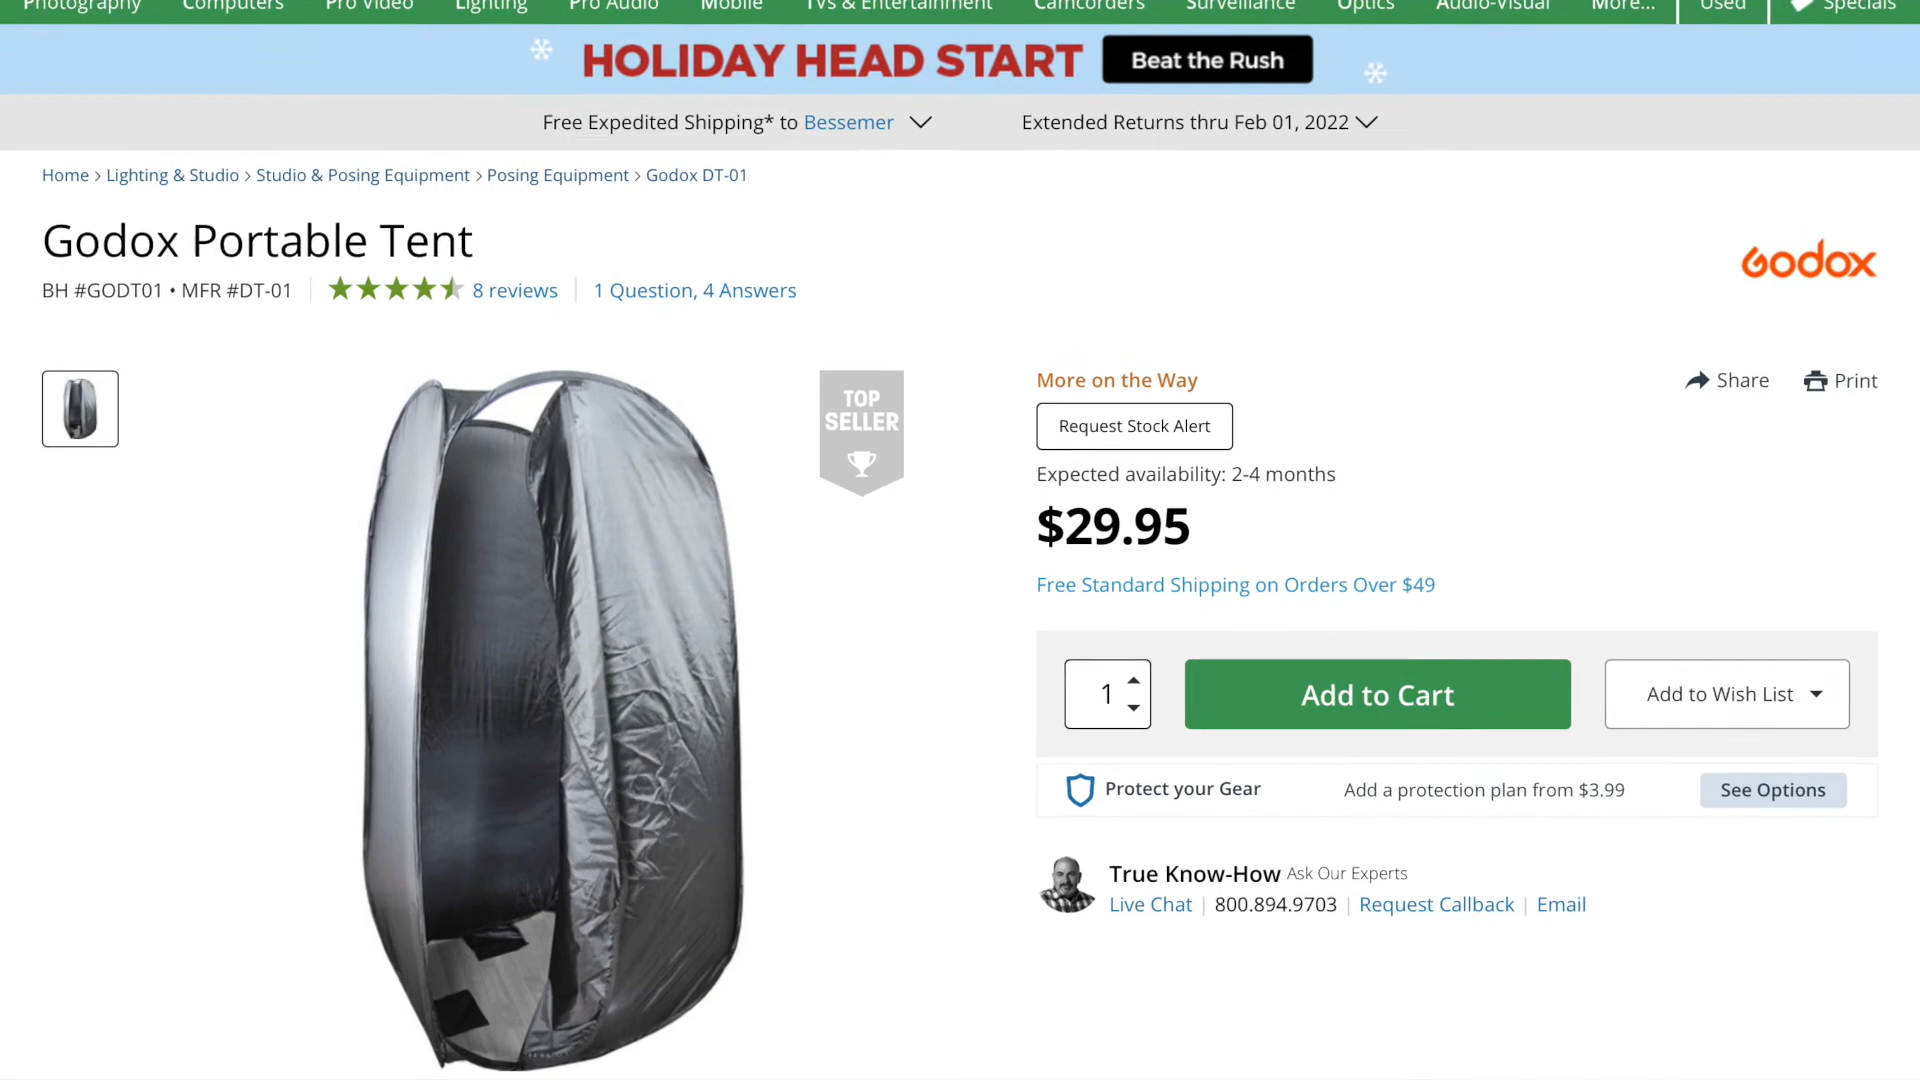 Photography Computers Pro Video Lighting Pro Audio Mobile TVs & Entertainment Camcorders Surveillance Optics Audio-Visual More... Used Specials
HOLIDAY HEAD START Beat the Rush
Free Expedited Shipping* to Bessemer Extended Returns thru Feb 01, 2022
Home > Lighting & Studio > Studio & Posing Equipment > Posing Equipment > Godox DT-01
Godox Portable Tent
Godox
BH #GODT01 • MFR #DT-01 8 reviews 1 Question, 4 Answers
TOP
SELLER
More on the Way Share Print
Request Stock Alert
Expected availability: 2-4 months
$29.95
Free Standard Shipping on Orders Over $49
1 Add to Cart Add to Wish List
Protect your Gear Add a protection plan from $3.99 See Options
True Know-How Ask Our Experts
Live Chat | 800.894.9703 | Request Callback | Email